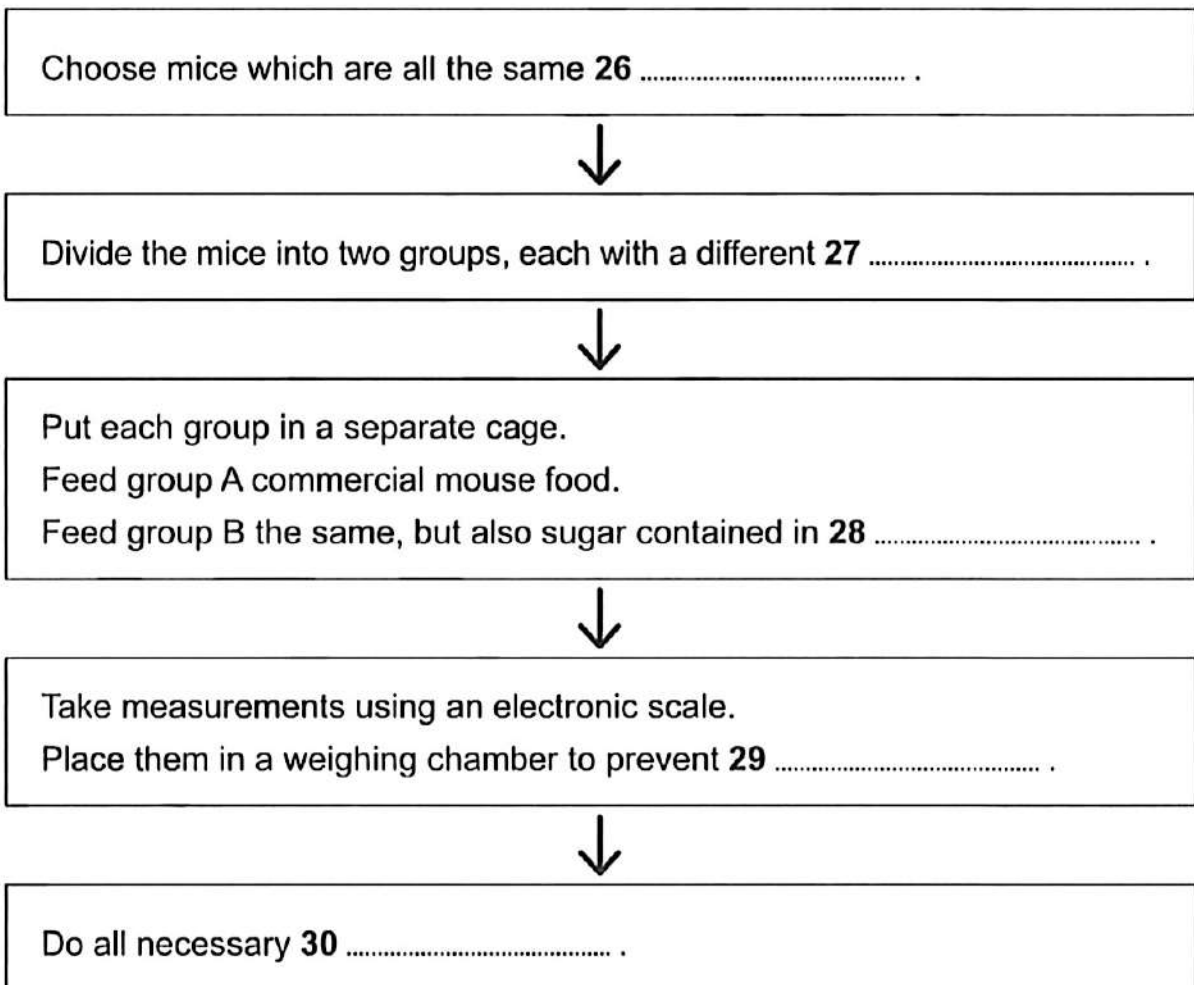 Choose mice which are all the same 26 ........................................ .
Divide the mice into two groups, each with a different 27 ........................................ .
Put each group in a separate cage.
Feed group A commercial mouse food.
Feed group B the same, but also sugar contained in 28 ........................................ .
Take measurements using an electronic scale.
Place them in a weighing chamber to prevent 29 ........................................ .
Do all necessary 30 ........................................ .